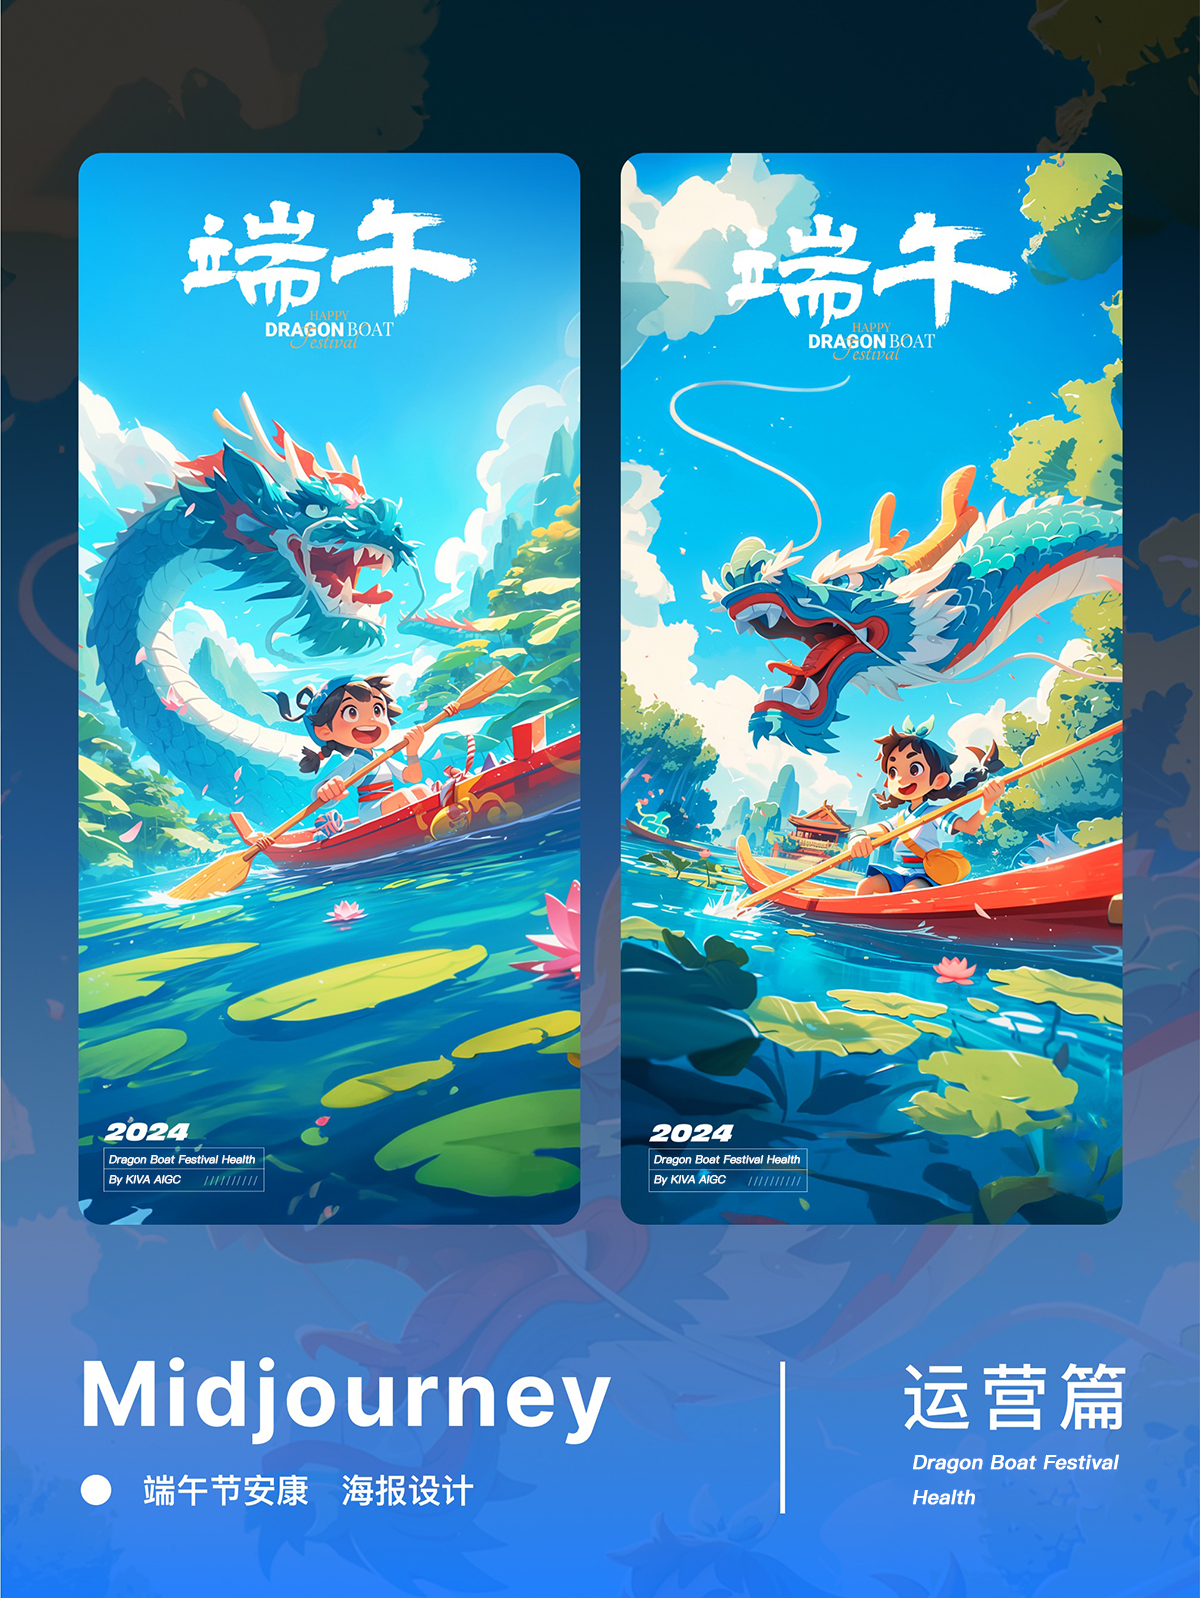 端午
HAPPY
DRAGON BOAT
Festival
2024
Dragon Boat Festival Health
By KIVA AIGC //////////
端午
HAPPY
DRAGON BOAT
Festival
2024
Dragon Boat Festival Health
By KIVA AIGC //////////
Midjourney
端午节安康 海报设计
运营篇
Dragon Boat Festival
Health